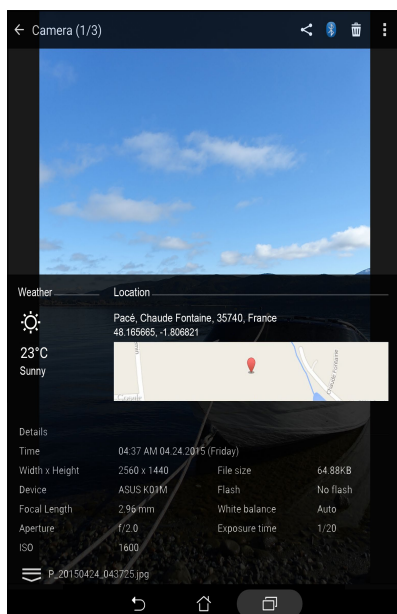 Camera (1/3)
Weather Location
Pacé, Chaude Fontaine, 35740, France
48.165665, -1.806821
23°C
Sunny
Chaude Fontaine
Google
Details
Time 04:37 AM 04.24.2015 (Friday)
Width x Height 2560 x 1440 File size 64.88KB
Device ASUS K01M Flash No flash
Focal Length 2.96 mm White balance Auto
Aperture f/2.0 Exposure time 1/20
ISO 1600
P_20150424_043725.jpg